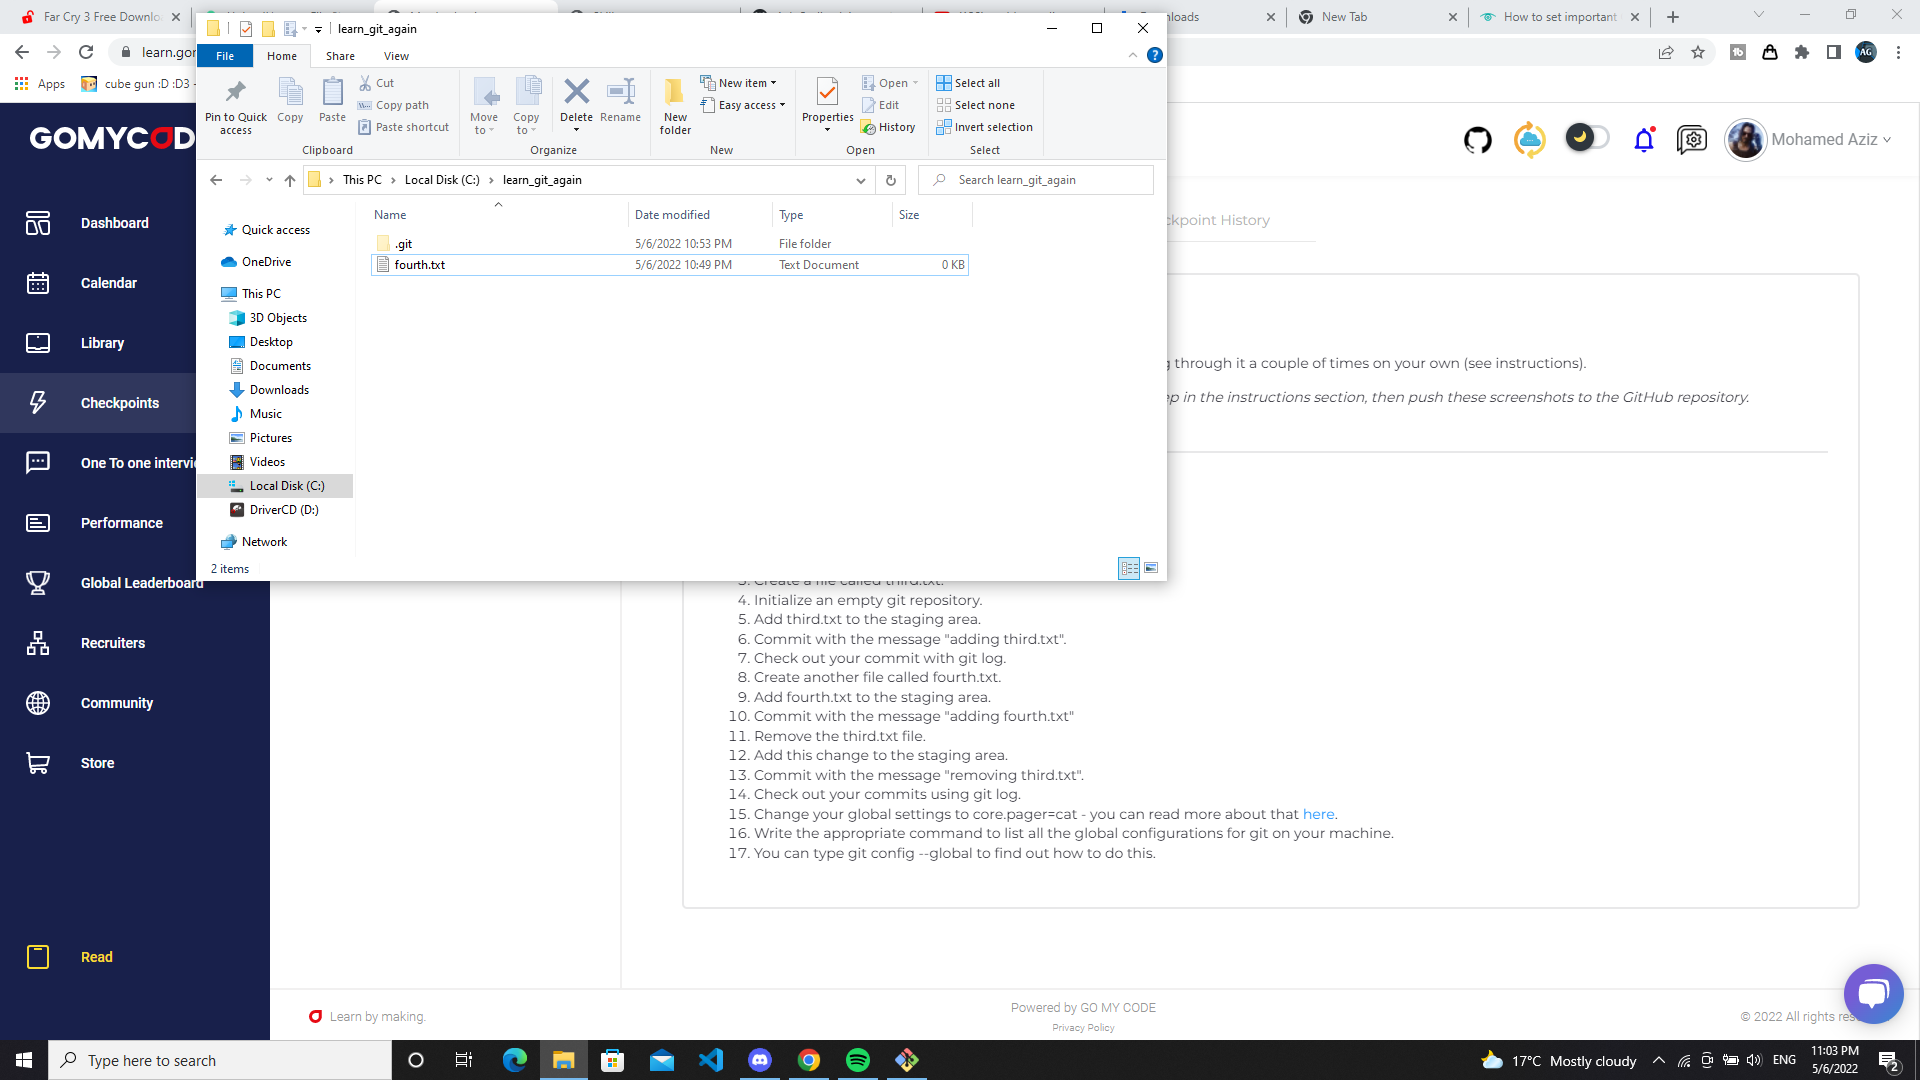 Far Cry 3 Free Downlo
ownloads
New Tab
How to set important
learn.gor
Apps
cube gun :D :D3 -
learn_git_again
File
Home
Share
View
Pin to Quick access
Copy
Paste
Cut
Copy path
Paste shortcut
Clipboard
Move to
Copy to
Delete
Rename
Organize
New folder
New item
Easy access
New
Properties
Open
Edit
History
Open
Select all
Select none
Invert selection
Select
This PC
Local Disk (C:)
learn_git_again
Search learn_git_again
Name
Date modified
Type
Size
.git
5/6/2022 10:53 PM
File folder
fourth.txt
5/6/2022 10:49 PM
Text Document
0 KB
Quick access
OneDrive
This PC
3D Objects
Desktop
Documents
Downloads
Music
Pictures
Videos
Local Disk (C:)
DriverCD (D:)
Network
2 items
GOMYCOD
Dashboard
Calendar
Library
Checkpoints
One To one intervie
Performance
Global Leaderboard
Recruiters
Community
Store
Read
AG
Mohamed Aziz
ckpoint History
g through it a couple of times on your own (see instructions).
ep in the instructions section, then push these screenshots to the GitHub repository.
3. Create a file called third.txt.
4. Initialize an empty git repository.
5. Add third.txt to the staging area.
6. Commit with the message "adding third.txt".
7. Check out your commit with git log.
8. Create another file called fourth.txt.
9. Add fourth.txt to the staging area.
10. Commit with the message "adding fourth.txt"
11. Remove the third.txt file.
12. Add this change to the staging area.
13. Commit with the message "removing third.txt".
14. Check out your commits using git log.
15. Change your global settings to core.pager=cat - you can read more about that here.
16. Write the appropriate command to list all the global configurations for git on your machine.
17. You can type git config --global to find out how to do this.
Learn by making.
Powered by GO MY CODE
Privacy Policy
© 2022 All rights res
Type here to search
17°C Mostly cloudy
ENG
11:03 PM
5/6/2022
2